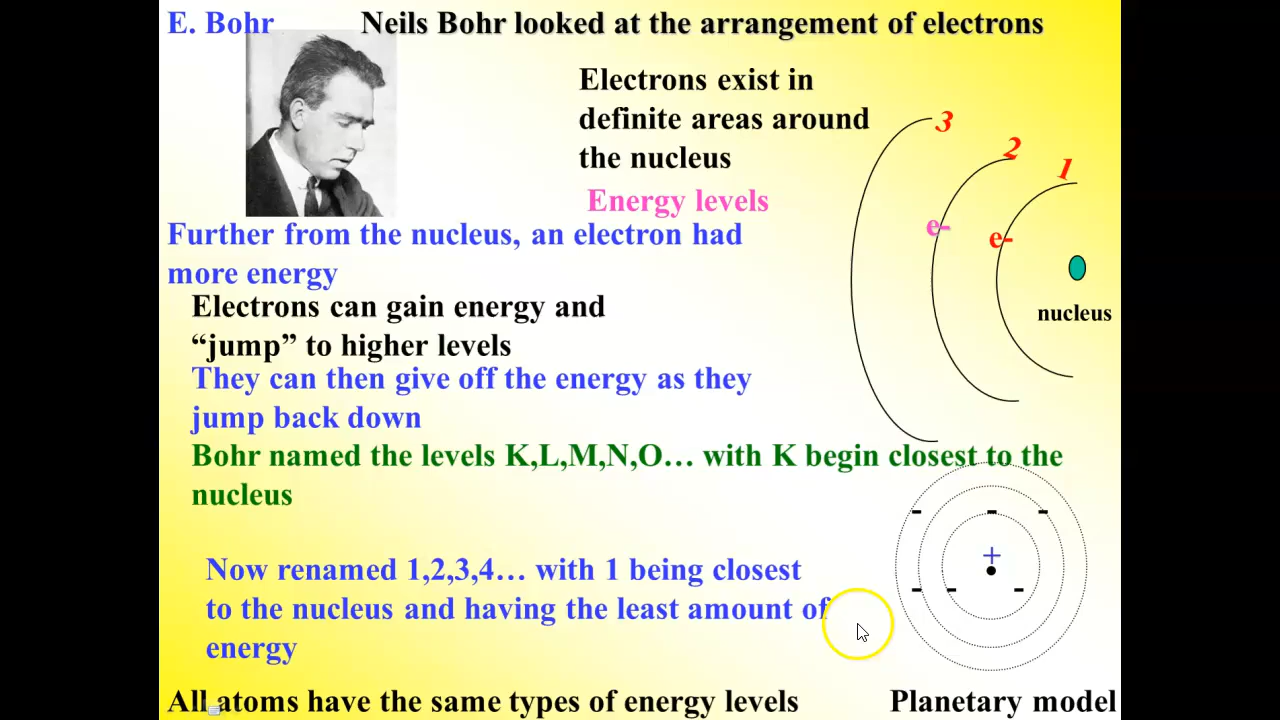 E. Bohr
Neils Bohr looked at the arrangement of electrons
Electrons exist in
definite areas around
the nucleus
Energy levels
Further from the nucleus, an electron had
more energy
Electrons can gain energy and
“jump” to higher levels
They can then give off the energy as they
jump back down
Bohr named the levels K,L,M,N,O… with K begin closest to the
nucleus
Now renamed 1,2,3,4… with 1 being closest
to the nucleus and having the least amount of
energy
All atoms have the same types of energy levels
3
2
1
e-
e-
nucleus
- - -
+
- - -
Planetary model